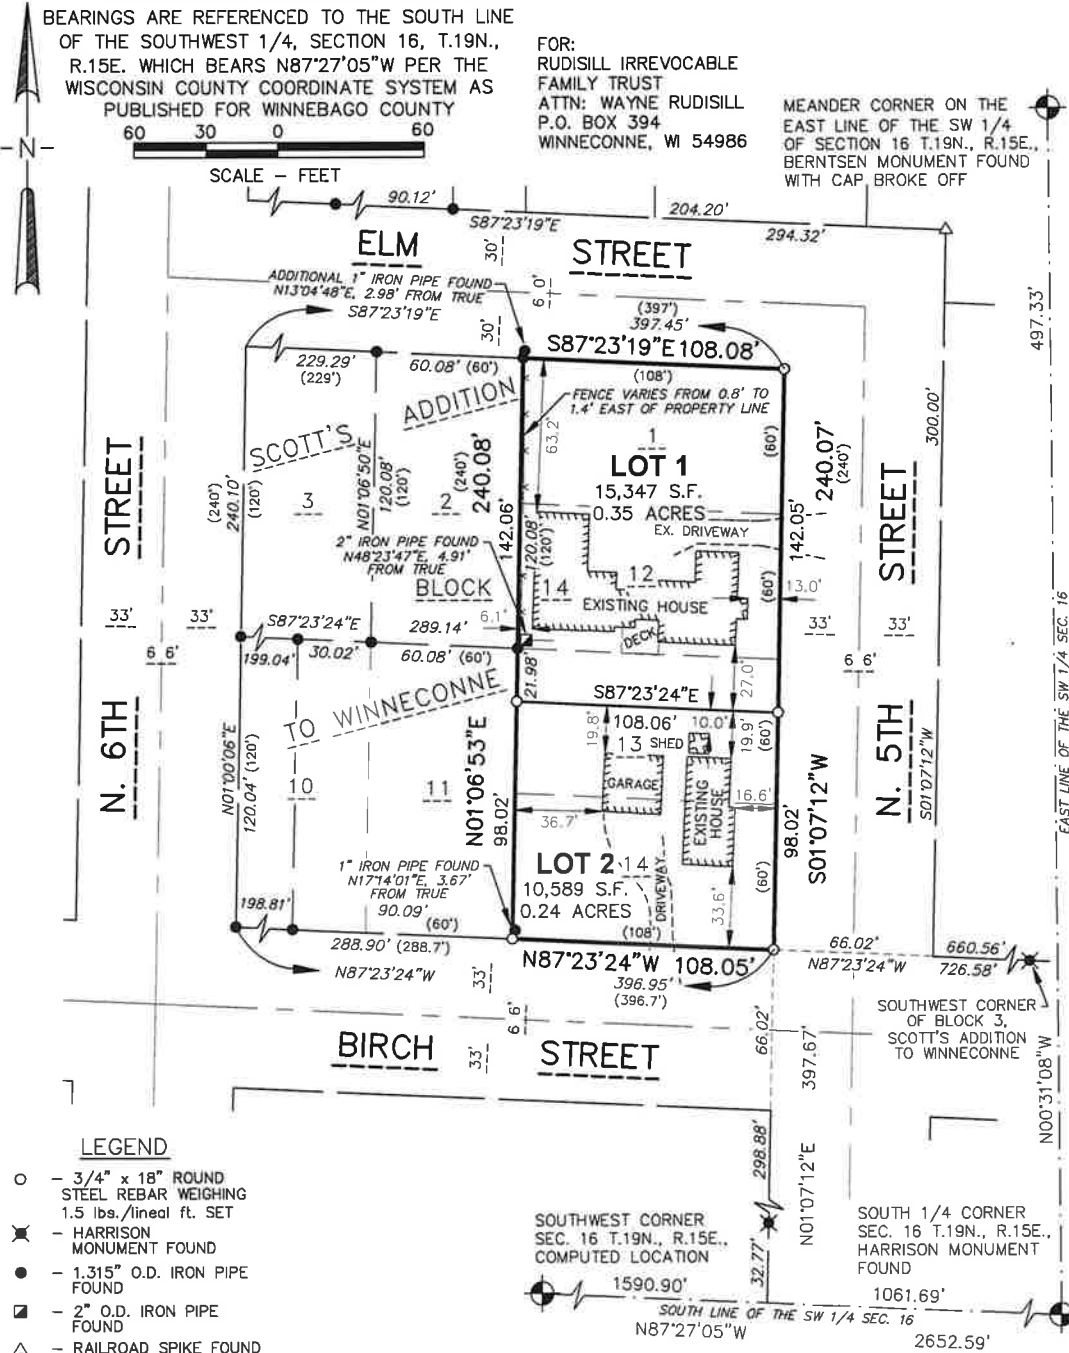 BEARINGS ARE REFERENCED TO THE SOUTH LINE
OF THE SOUTHWEST 1/4, SECTION 16, T.19N.,
R.15E. WHICH BEARS N87°27'05"W PER THE
WISCONSIN COUNTY COORDINATE SYSTEM AS
PUBLISHED FOR WINNEBAGO COUNTY
60 30 0 60
SCALE - FEET
N
FOR:
RUDISILL IRREVOCABLE
FAMILY TRUST
ATTN: WAYNE RUDISILL
P.O. BOX 394
WINNECONNE, WI 54986
MEANDER CORNER ON THE
EAST LINE OF THE SW 1/4
OF SECTION 16 T.19N., R.15E.,
BERNTSEN MONUMENT FOUND
WITH CAP BROKE OFF
90.12'
S87°23'19"E
204.20'
294.32'
ELM STREET
30'
60'
30'
497.33'
ADDITIONAL 1" IRON PIPE FOUND
N13°04'48"E, 2.98' FROM TRUE
S87°23'19"E
(397')
397.45'
S87°23'19"E 108.08'
(108')
229.29'
(229')
60.08' (60')
FENCE VARIES FROM 0.8' TO
1.4' EAST OF PROPERTY LINE
SCOTT'S ADDITION
63.2'
1
LOT 1
15,347 S.F.
0.35 ACRES
EX. DRIVEWAY
(60')
240.07'
(240')
142.05'
(60')
13.0'
300.00'
STREET
N. 6TH
(240')
240.10'
(120')
3
N01°06'50"E
120.08'
(120')
2
(240')
240.08'
142.06'
120.08'
(120')
2" IRON PIPE FOUND
N48°23'47"E, 4.91'
FROM TRUE
BLOCK 14
12
EXISTING HOUSE
DECK
6.1'
33' 33'
66'
S87°23'24"E
289.14'
199.04' 30.02' 60.08' (60')
21.98'
27.0'
33' 33'
66'
STREET
N. 5TH
S01°07'12"W
EAST LINE OF THE SW 1/4 SEC. 16
TO WINNECONNE
S87°23'24"E
108.06'
19.8'
10.0'
19.9'
(60')
13 SHED
GARAGE
EXISTING
HOUSE
16.6'
36.7'
N01°00'06"E
120.04' (120')
10
11
N01°06'53"E
98.02'
98.02'
S01°07'12"W
(60')
1" IRON PIPE FOUND
N17°14'01"E, 3.67'
FROM TRUE
90.09'
(60')
LOT 2
14
10,589 S.F.
0.24 ACRES
DRIVEWAY
33.6'
(108')
198.81'
288.90' (288.7')
N87°23'24"W
N87°23'24"W 108.05'
396.95'
(396.7')
66.02'
N87°23'24"W
660.56'
726.58'
33'
66'
33'
BIRCH STREET
SOUTHWEST CORNER
OF BLOCK 3,
SCOTT'S ADDITION
TO WINNECONNE
66.02'
397.67'
N01°07'12"E
298.88'
32.77'
N00°31'08"W
LEGEND
- 3/4" x 18" ROUND
STEEL REBAR WEIGHING
1.5 lbs./lineal ft. SET
- HARRISON
MONUMENT FOUND
- 1.315" O.D. IRON PIPE
FOUND
- 2" O.D. IRON PIPE
FOUND
- RAILROAD SPIKE FOUND
SOUTHWEST CORNER
SEC. 16 T.19N., R.15E.,
COMPUTED LOCATION
SOUTH 1/4 CORNER
SEC. 16 T.19N., R.15E.,
HARRISON MONUMENT
FOUND
1590.90'
1061.69'
SOUTH LINE OF THE SW 1/4 SEC. 16
N87°27'05"W
2652.59'